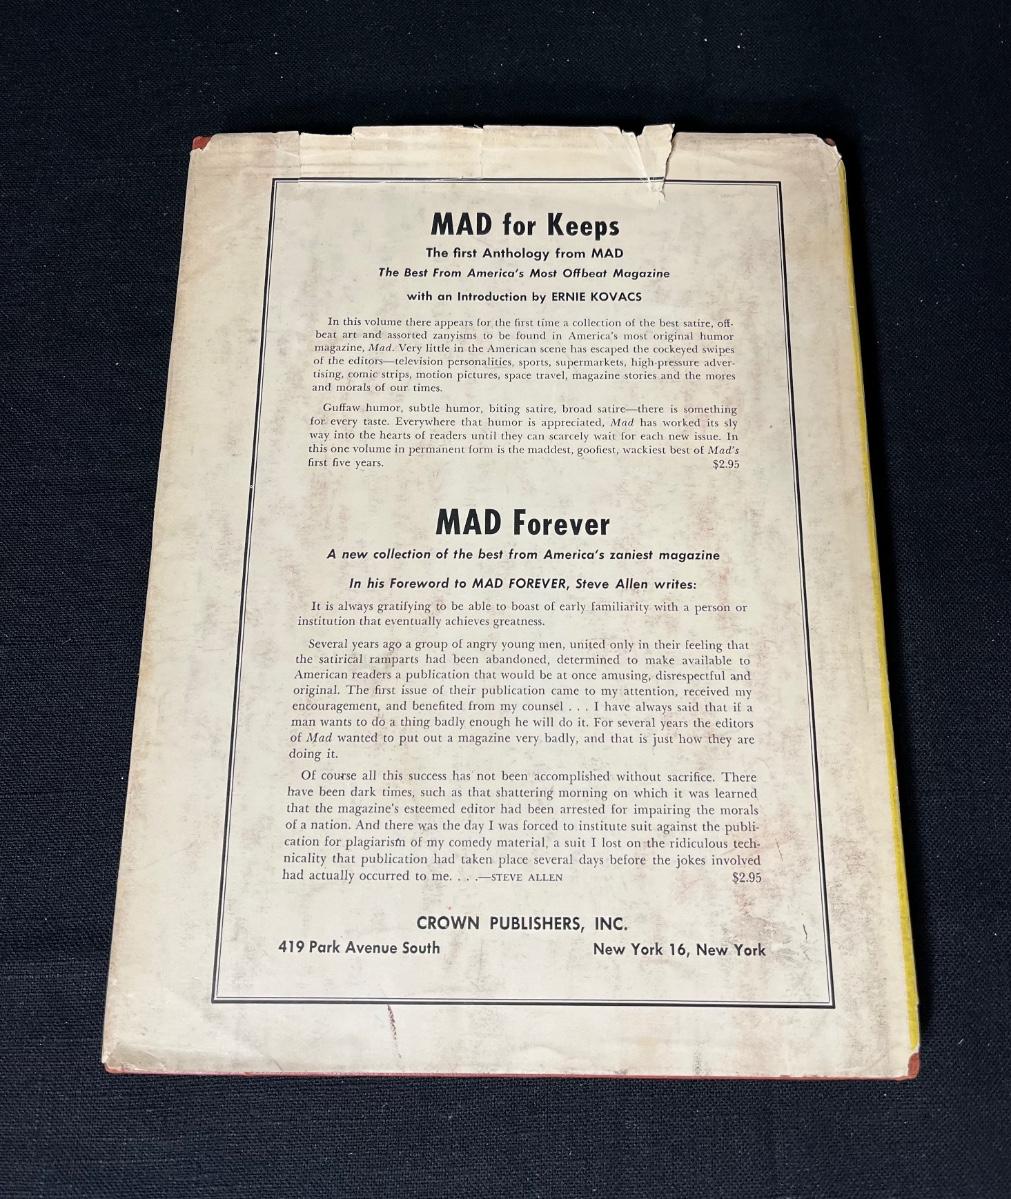 MAD for Keeps
The first Anthology from MAD
The Best From America's Most Offbeat Magazine
with an Introduction by ERNIE KOVACS
In this volume there appears for the first time a collection of the best satire, off-
beat art and assorted zanyisms to be found in America's most original humor
magazine, Mad. Very little in the American scene has escaped the cockeyed swipes
of the editors—television personalities, sports, supermarkets, high-pressure adver-
tising, comic strips, motion pictures, space travel, magazine stories and the mores
and morals of our times.
Guffaw humor, subtle humor, biting satire, broad satire—there is something
for every taste. Everywhere that humor is appreciated, Mad has worked its sly
way into the hearts of readers until they can scarcely wait for each new issue. In
this one volume in permanent form is the maddest, goofiest, wackiest best of Mad's
first five years. $2.95
MAD Forever
A new collection of the best from America's zaniest magazine
In his Foreword to MAD FOREVER, Steve Allen writes:
It is always gratifying to be able to boast of early familiarity with a person or
institution that eventually achieves greatness.
Several years ago a group of angry young men, united only in their feeling that
the satirical ramparts had been abandoned, determined to make available to
American readers a publication that would be at once amusing, disrespectful and
original. The first issue of their publication came to my attention, received my
encouragement, and benefited from my counsel . . . I have always said that if a
man wants to do a thing badly enough he will do it. For several years the editors
of Mad wanted to put out a magazine very badly, and that is just how they are
doing it.
Of course all this success has not been accomplished without sacrifice. There
have been dark times, such as that shattering morning on which it was learned
that the magazine's esteemed editor had been arrested for impairing the morals
of a nation. And there was the day I was forced to institute suit against the publi-
cation for plagiarism of my comedy material, a suit I lost on the ridiculous tech-
nicality that publication had taken place several days before the jokes involved
had actually occurred to me. . . .—STEVE ALLEN $2.95
CROWN PUBLISHERS, INC.
419 Park Avenue South New York 16, New York